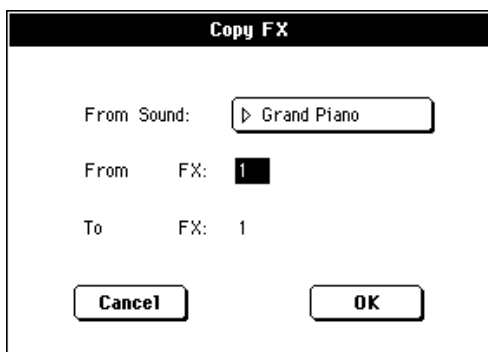 Copy FX
From Sound: ▷ Grand Piano
From FX: 1
To FX: 1
Cancel OK